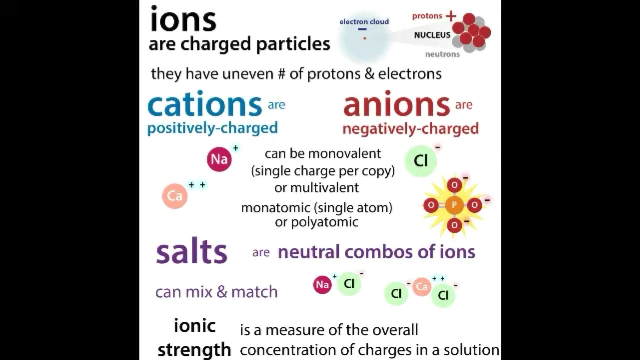 ions
are charged particles
electron cloud
−
protons +
NUCLEUS
neutrons
they have uneven # of protons & electrons
cations are
positively-charged
anions are
negatively-charged
Na +
Ca + +
can be monovalent
(single charge per copy)
or multivalent
monatomic (single atom)
or polyatomic
Cl −
O −
O P O −
O −
salts are neutral combos of ions
can mix & match
Na + Cl −
Cl − Ca + + Cl −
ionic
strength
is a measure of the overall
concentration of charges in a solution